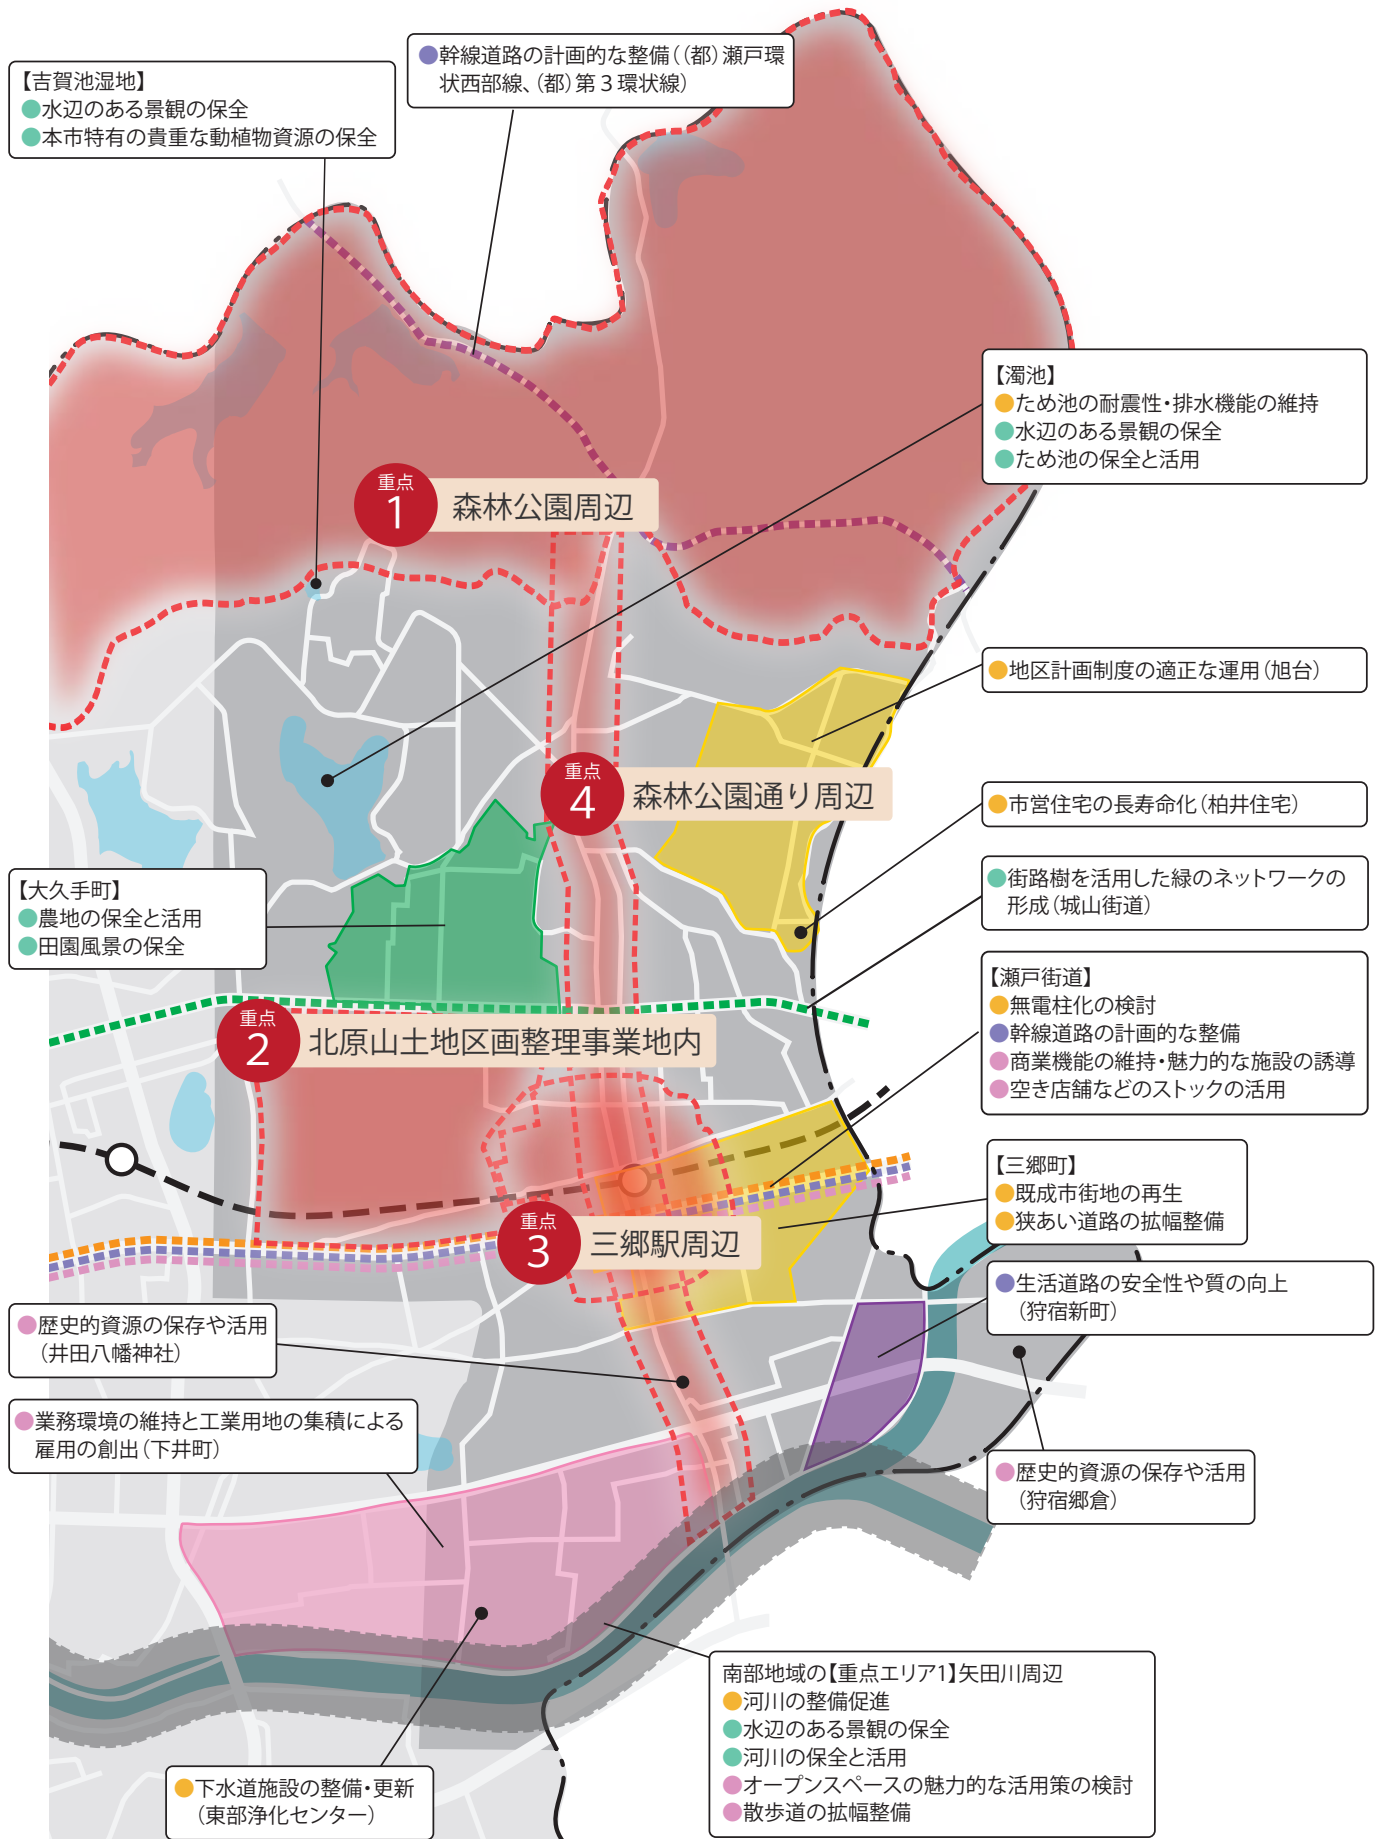 ●幹線道路の計画的な整備((都)瀬戸環
状西部線、(都)第3環状線)
【吉賀池湿地】
●水辺のある景観の保全
●本市特有の貴重な動植物資源の保全
【濁池】
●ため池の耐震性・排水機能の維持
●水辺のある景観の保全
●ため池の保全と活用
重点
1
森林公園周辺
●地区計画制度の適正な運用(旭台)
重点
4
森林公園通り周辺
●市営住宅の長寿命化(柏井住宅)
●街路樹を活用した緑のネットワークの
形成(城山街道)
【大久手町】
●農地の保全と活用
●田園風景の保全
【瀬戸街道】
●無電柱化の検討
●幹線道路の計画的な整備
●商業機能の維持・魅力的な施設の誘導
●空き店舗などのストックの活用
重点
2
北原山土地区画整理事業地内
【三郷町】
●既成市街地の再生
●狭あい道路の拡幅整備
重点
3
三郷駅周辺
●生活道路の安全性や質の向上
(狩宿新町)
●歴史的資源の保存や活用
(井田八幡神社)
●業務環境の維持と工業用地の集積による
雇用の創出(下井町)
●歴史的資源の保存や活用
(狩宿郷倉)
南部地域の【重点エリア1】矢田川周辺
●河川の整備促進
●水辺のある景観の保全
●河川の保全と活用
●オープンスペースの魅力的な活用策の検討
●散歩道の拡幅整備
●下水道施設の整備・更新
(東部浄化センター)